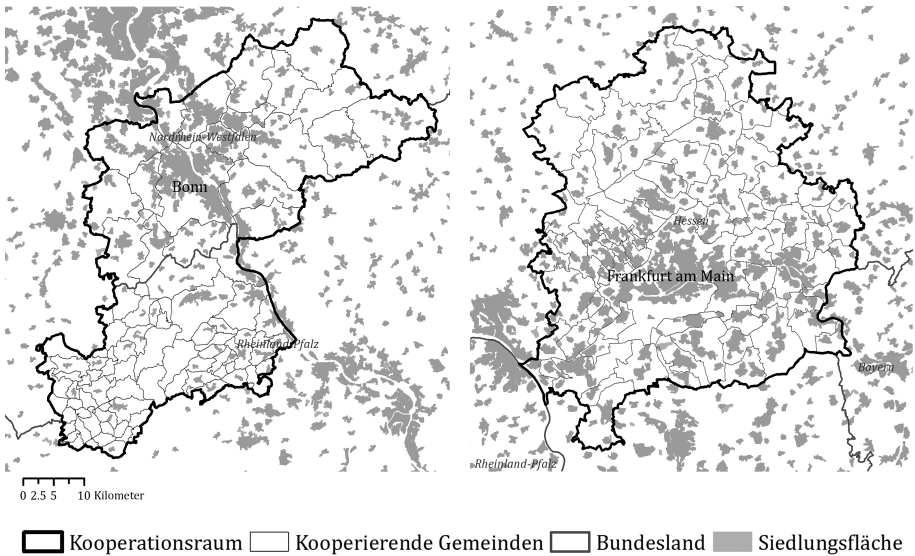 Nordrhein-Westfalen
Bonn
Rheinland-Pfalz
Hessen
Frankfurt am Main
Bayern
Rheinland-Pfalz
0 2.5 5 10 Kilometer
Kooperationsraum Kooperierende Gemeinden Bundesland Siedlungsfläche